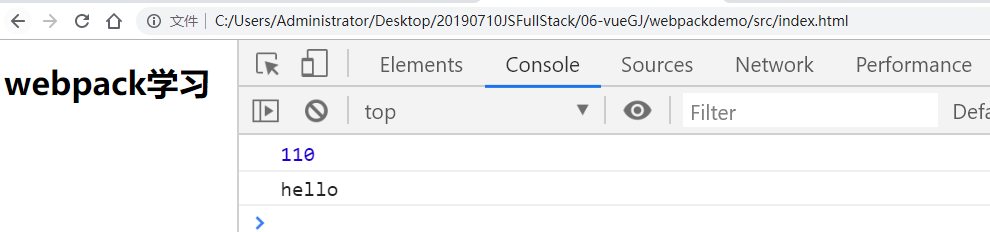 文件 | C:/Users/Administrator/Desktop/20190710JSFullStack/06-vueGJ/webpackdemo/src/index.html
webpack学习
Elements Console Sources Network Performance
top Filter Defa
110
hello